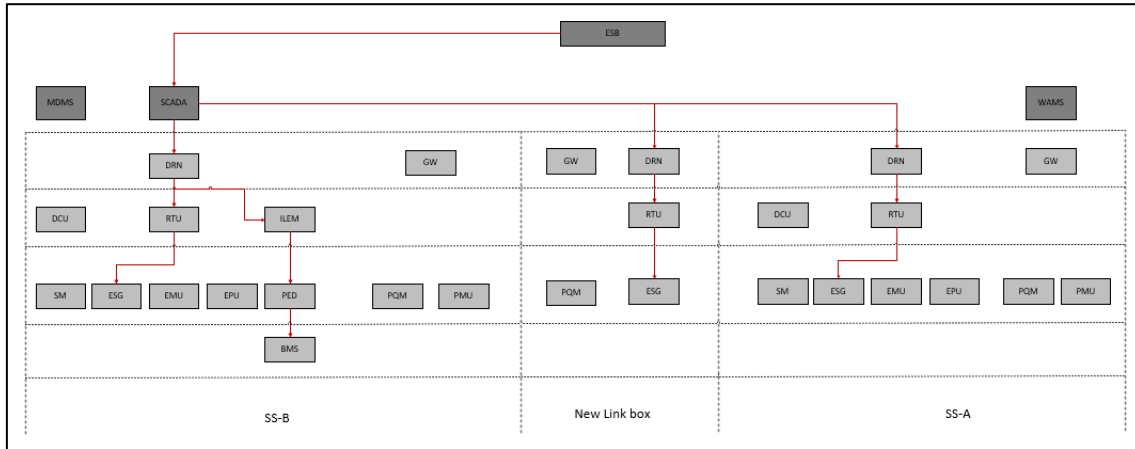 ESB
MDMS
SCADA
WAMS
DRN
GW
GW
DRN
DRN
GW
DCU
RTU
ILEM
RTU
DCU
RTU
SM
ESG
EMU
EPU
PED
PQM
PMU
PQM
ESG
SM
ESG
EMU
EPU
PQM
PMU
BMS
SS-B
New Link box
SS-A